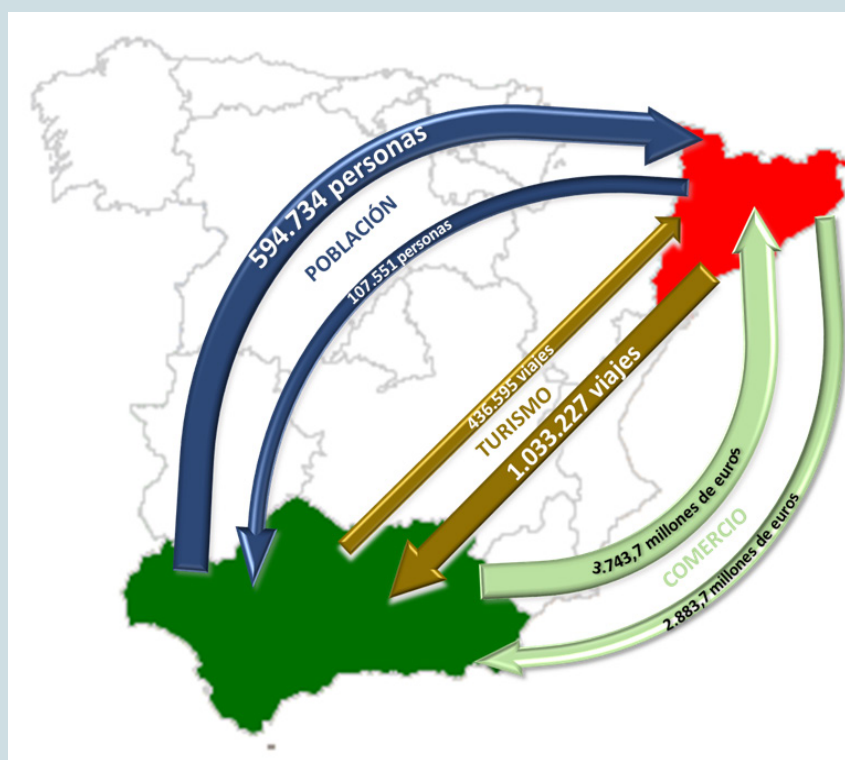 594.734 personas
POBLACIÓN
107.551 personas
436.595 viajes
TURISMO
1.033.227 viajes
3.743,7 millones de euros
COMERCIO
2.883,7 millones de euros